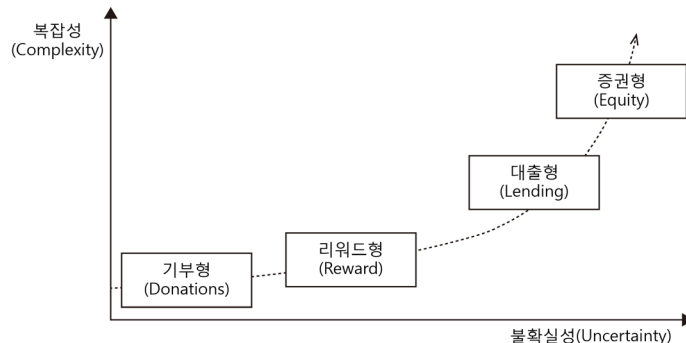 복잡성
(Complexity)
증권형
(Equity)
대출형
(Lending)
리워드형
(Reward)
기부형
(Donations)
불확실성(Uncertainty)